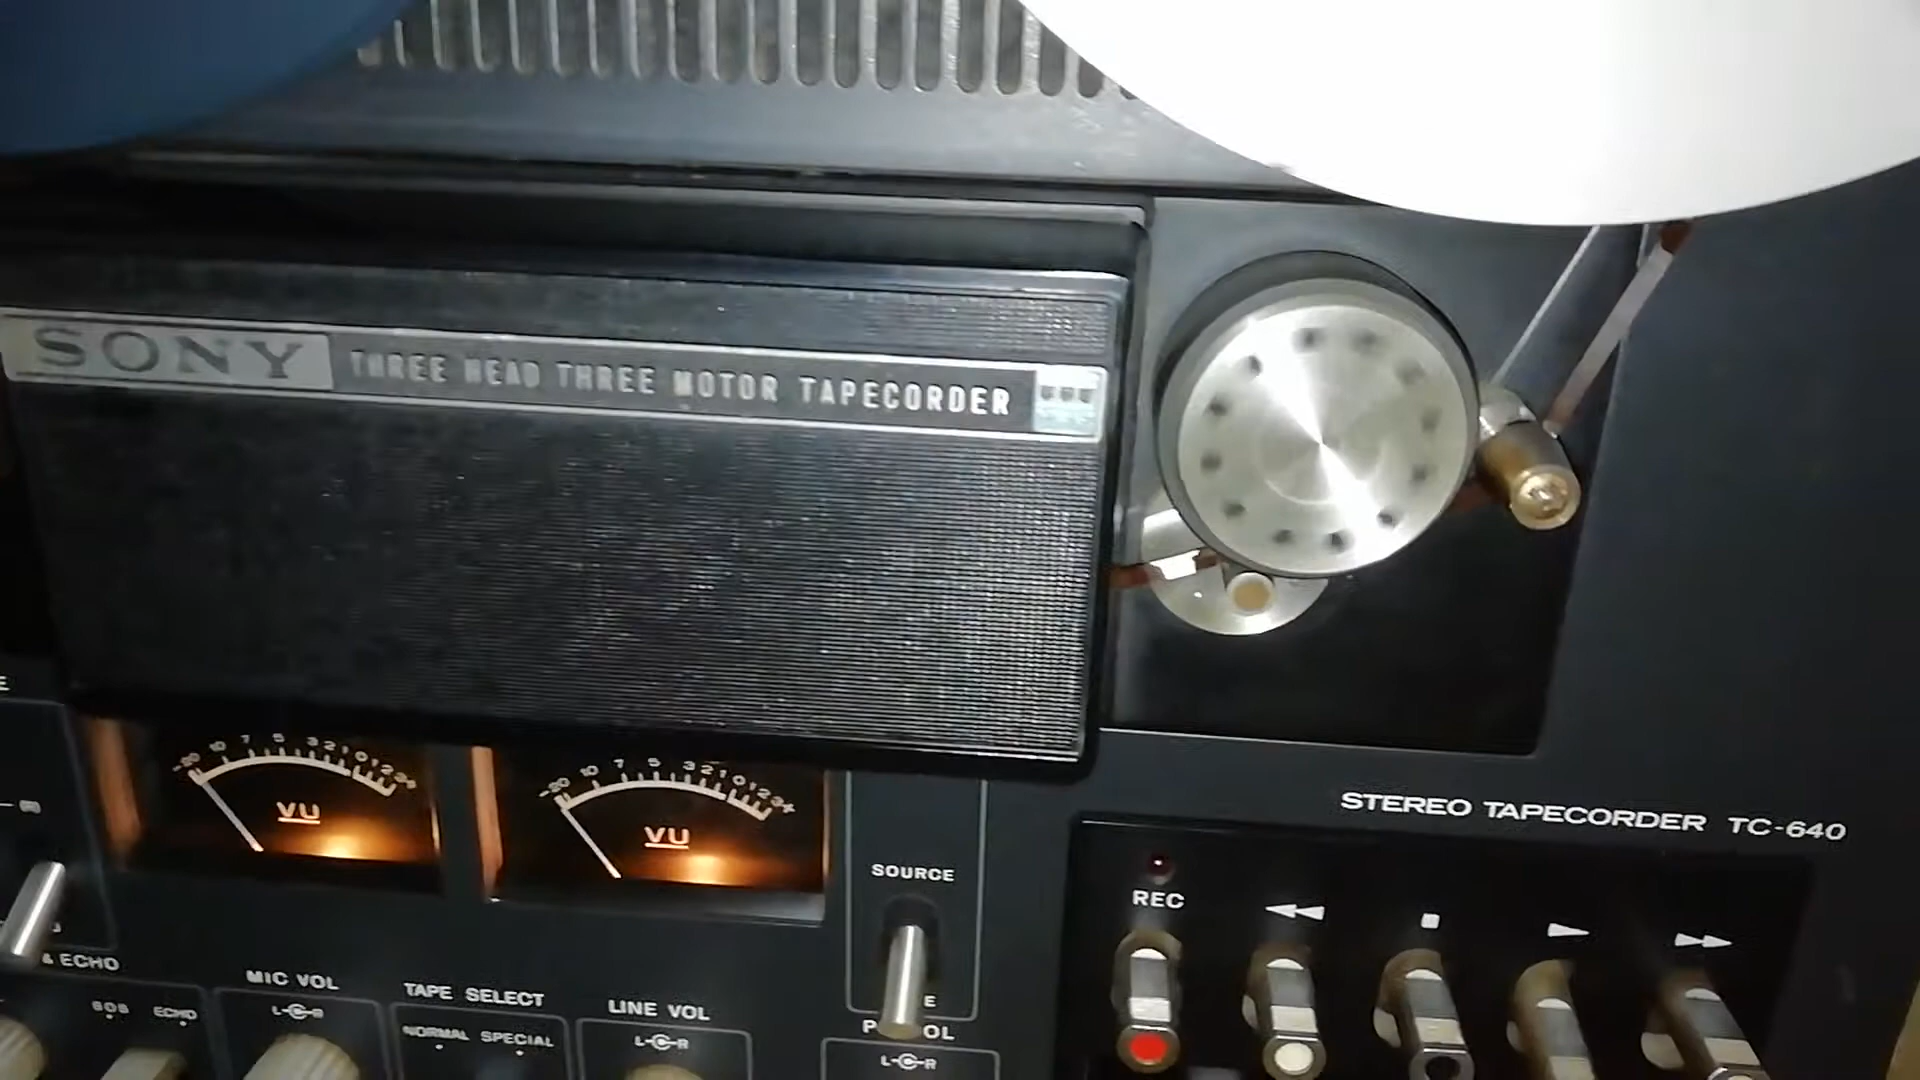 SONY THREE HEAD THREE MOTOR TAPECORDER
20 10 7 5 3 2 1 0 1 2 3 +
VU
20 10 7 5 3 2 1 0 1 2 3 +
VU
STEREO TAPECORDER TC-640
SOURCE
REC
& ECHO
MIC VOL
TAPE SELECT
LINE VOL
SOS ECHO
L R
NORMAL SPECIAL
L R
L R